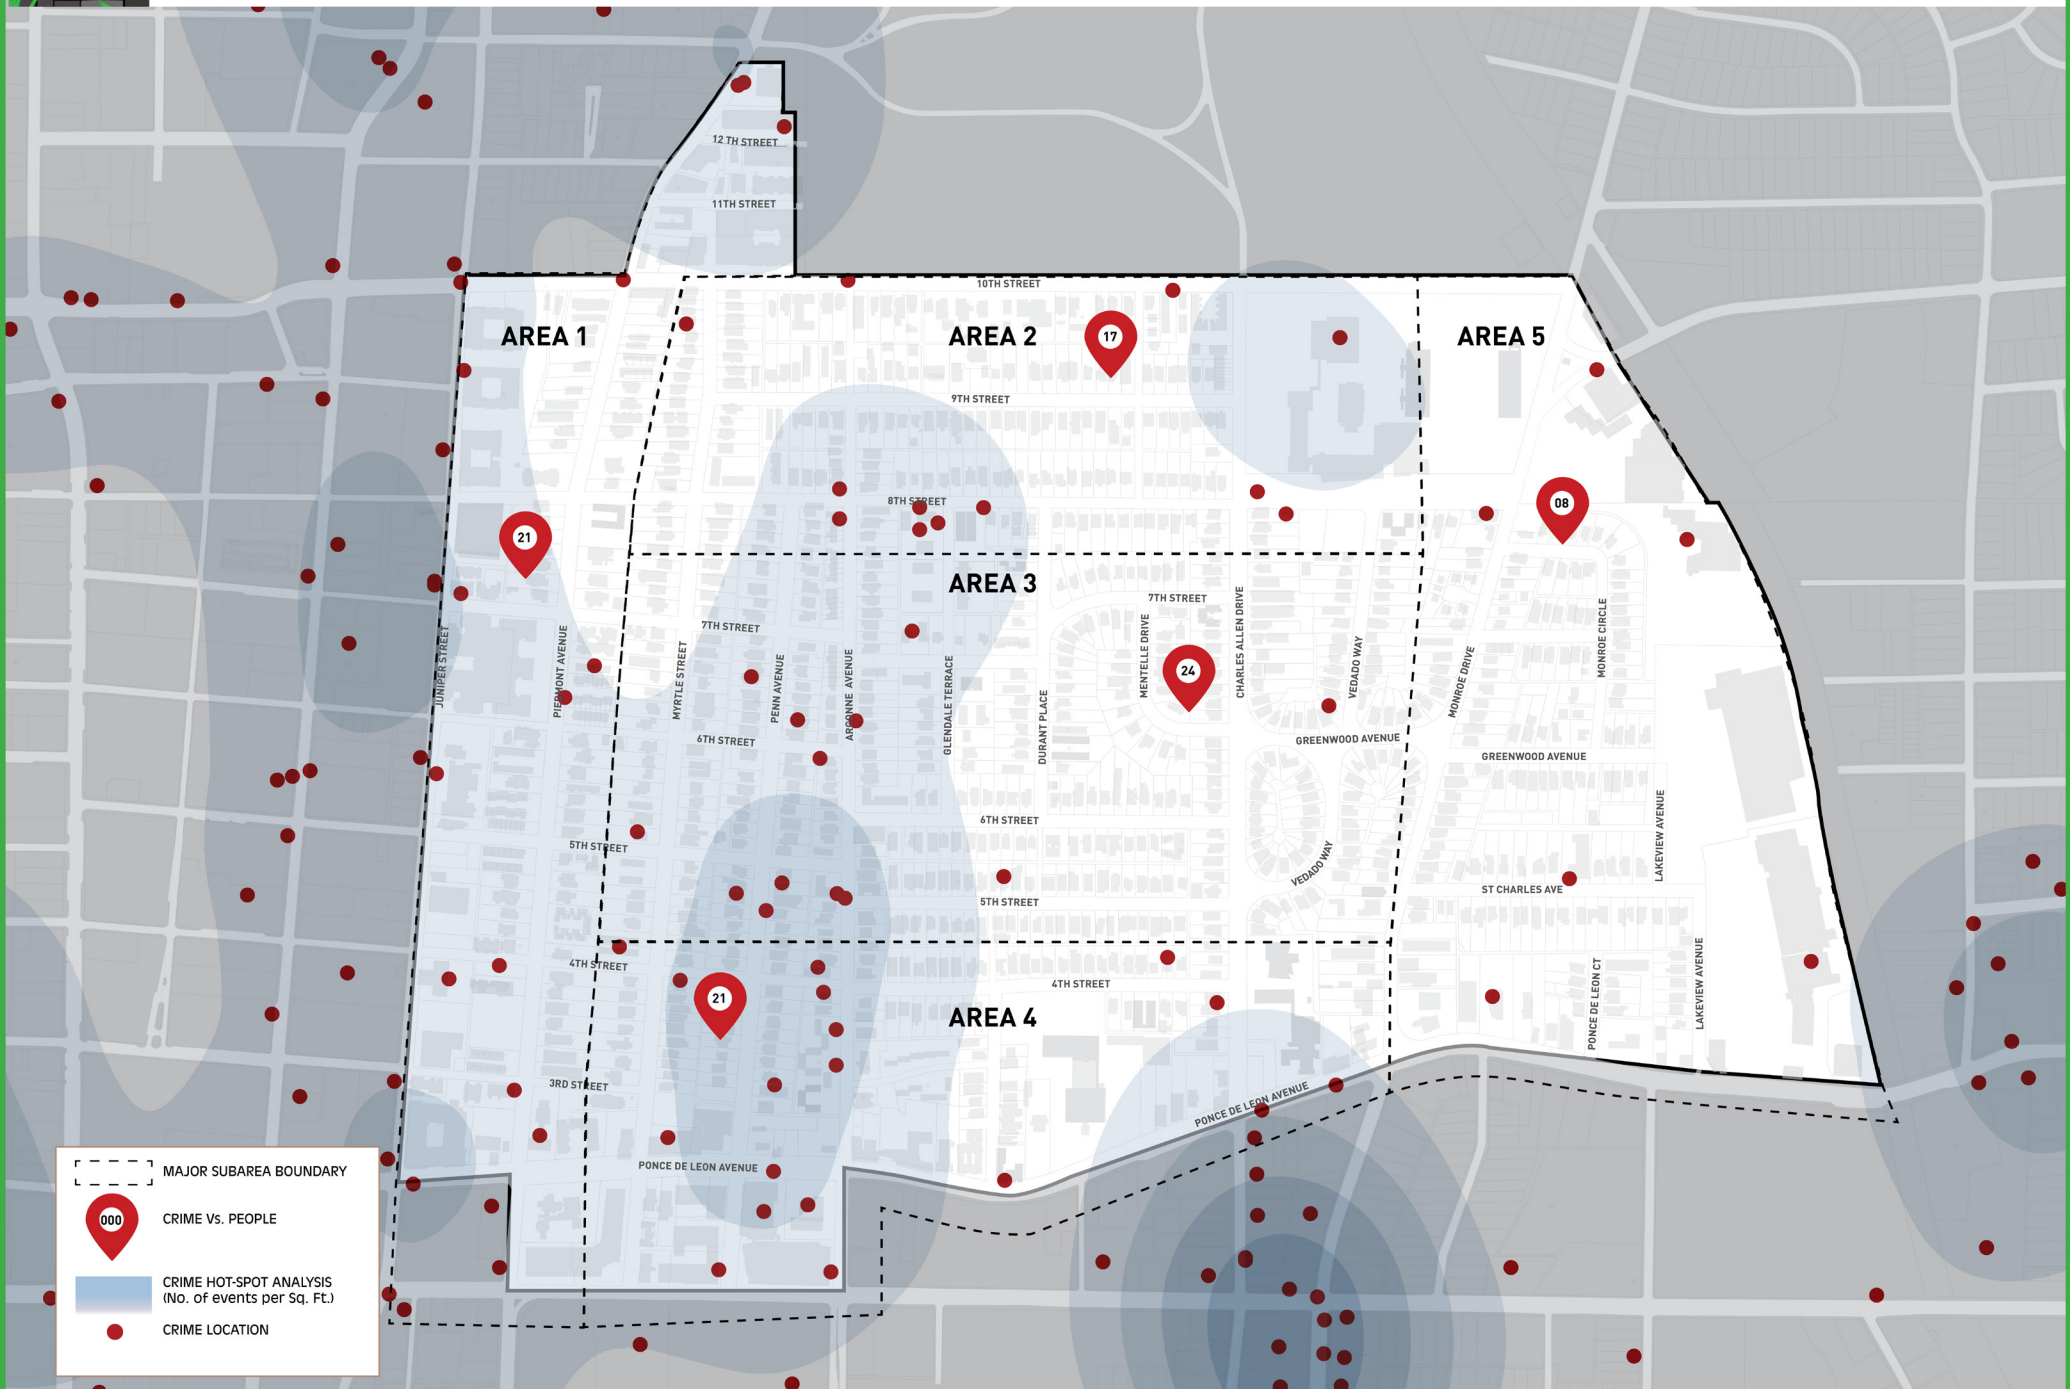 12 TH STREET
11TH STREET
10TH STREET
AREA 1
AREA 2
17
AREA 5
9TH STREET
8TH STREET
21
08
AREA 3
7TH STREET
7TH STREET
JUNIPER STREET
PIEDMONT AVENUE
MYRTLE STREET
PENN AVENUE
ARGONNE AVENUE
GLENDALE TERRACE
DURANT PLACE
MENTELLE DRIVE
CHARLES ALLEN DRIVE
VEDADO WAY
MONROE DRIVE
MONROE CIRCLE
24
6TH STREET
GREENWOOD AVENUE
GREENWOOD AVENUE
6TH STREET
5TH STREET
VEDADO WAY
LAKEVIEW AVENUE
ST CHARLES AVE
5TH STREET
4TH STREET
4TH STREET
21
AREA 4
PONCE DE LEON CT
LAKEVIEW AVENUE
3RD STREET
PONCE DE LEON AVENUE
PONCE DE LEON AVENUE
MAJOR SUBAREA BOUNDARY
000
CRIME Vs. PEOPLE
CRIME HOT-SPOT ANALYSIS
(No. of events per Sq. Ft.)
CRIME LOCATION